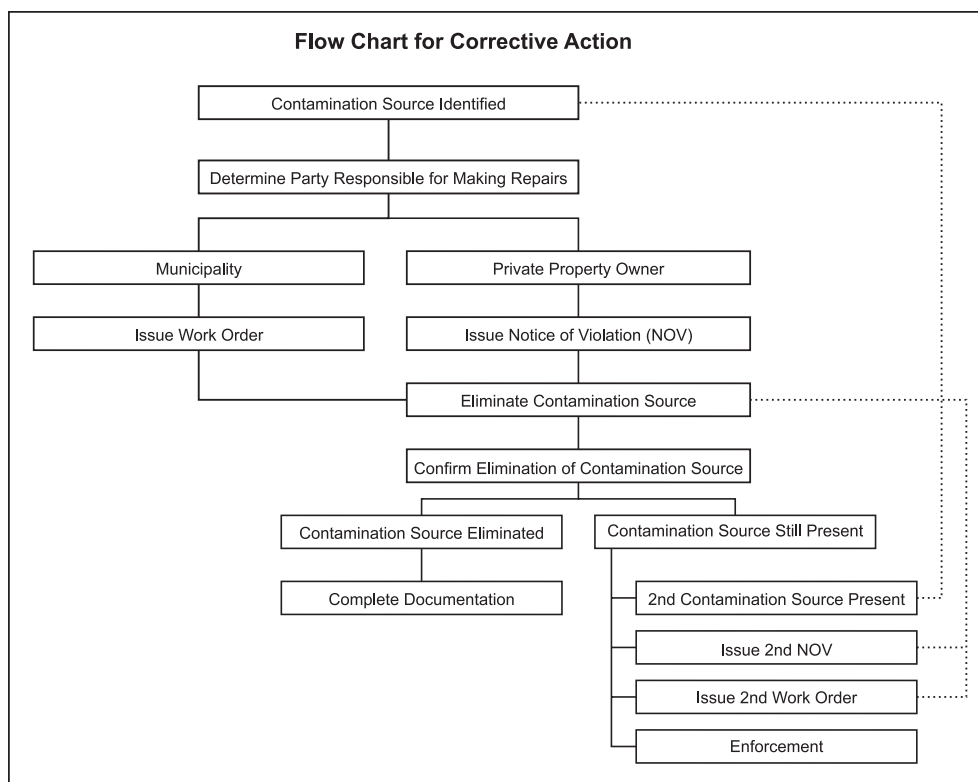 Flow Chart for Corrective Action
Contamination Source Identified
Determine Party Responsible for Making Repairs
Municipality
Private Property Owner
Issue Work Order
Issue Notice of Violation (NOV)
Eliminate Contamination Source
Confirm Elimination of Contamination Source
Contamination Source Eliminated
Contamination Source Still Present
Complete Documentation
2nd Contamination Source Present
Issue 2nd NOV
Issue 2nd Work Order
Enforcement